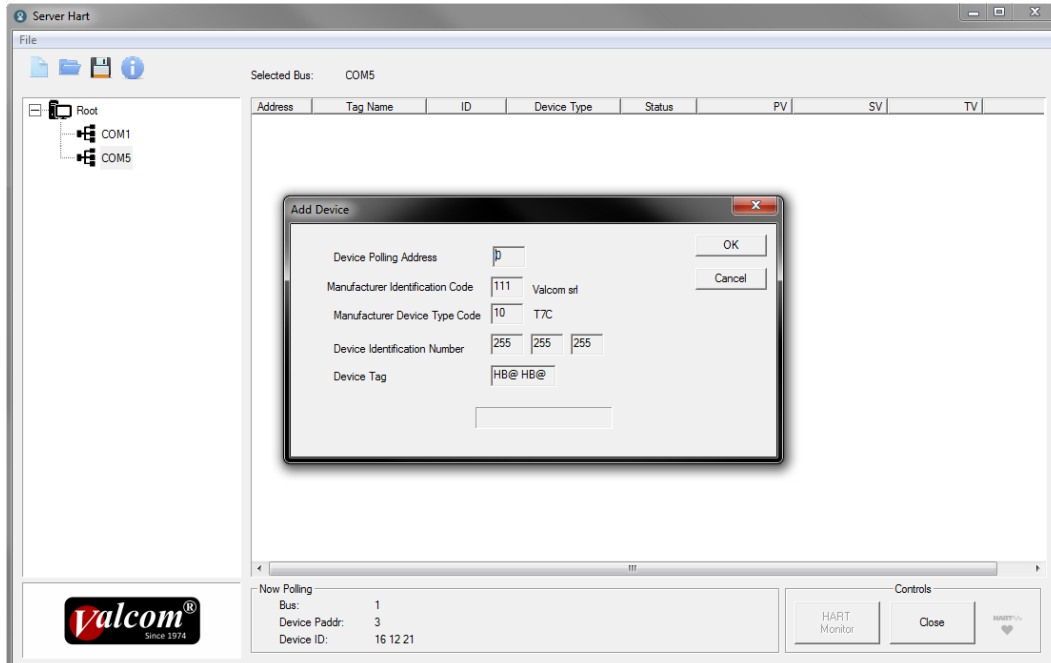 Server Hart
File
Selected Bus: COM5
Address Tag Name ID Device Type Status PV SV TV
Root
COM1
COM5
Add Device
Device Polling Address 0
OK
Manufacturer Identification Code 111 Valcom srl
Cancel
Manufacturer Device Type Code 10 T7C
Device Identification Number 255 255 255
Device Tag HB@ HB@
Now Polling
Bus: 1
Device Paddr: 3
Device ID: 16 12 21
Controls
HART
Monitor
Close
HART
Valcom®
Since 1974